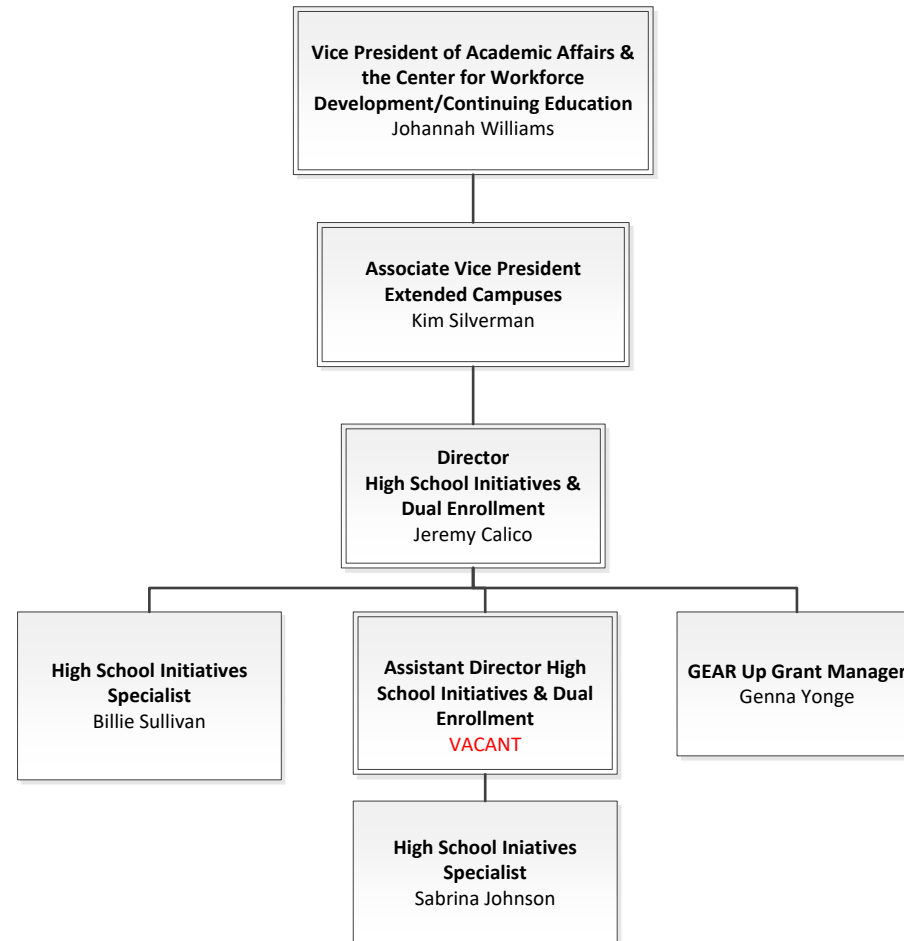 Vice President of Academic Affairs &
the Center for Workforce
Development/Continuing Education
Johannah Williams
Associate Vice President
Extended Campuses
Kim Silverman
Director
High School Initiatives &
Dual Enrollment
Jeremy Calico
High School Initiatives
Specialist
Billie Sullivan
Assistant Director High
School Initiatives & Dual
Enrollment
VACANT
GEAR Up Grant Manager
Genna Yonge
High School Iniatives
Specialist
Sabrina Johnson